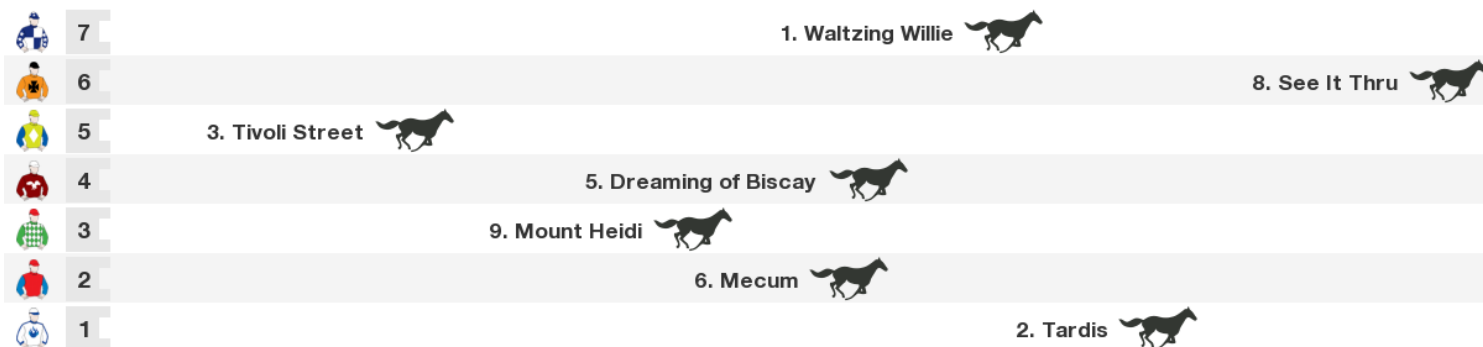 7 1. Waltzing Willie
6 8. See It Thru
5 3. Tivoli Street
4 5. Dreaming of Biscay
3 9. Mount Heidi
2 6. Mecum
1 2. Tardis